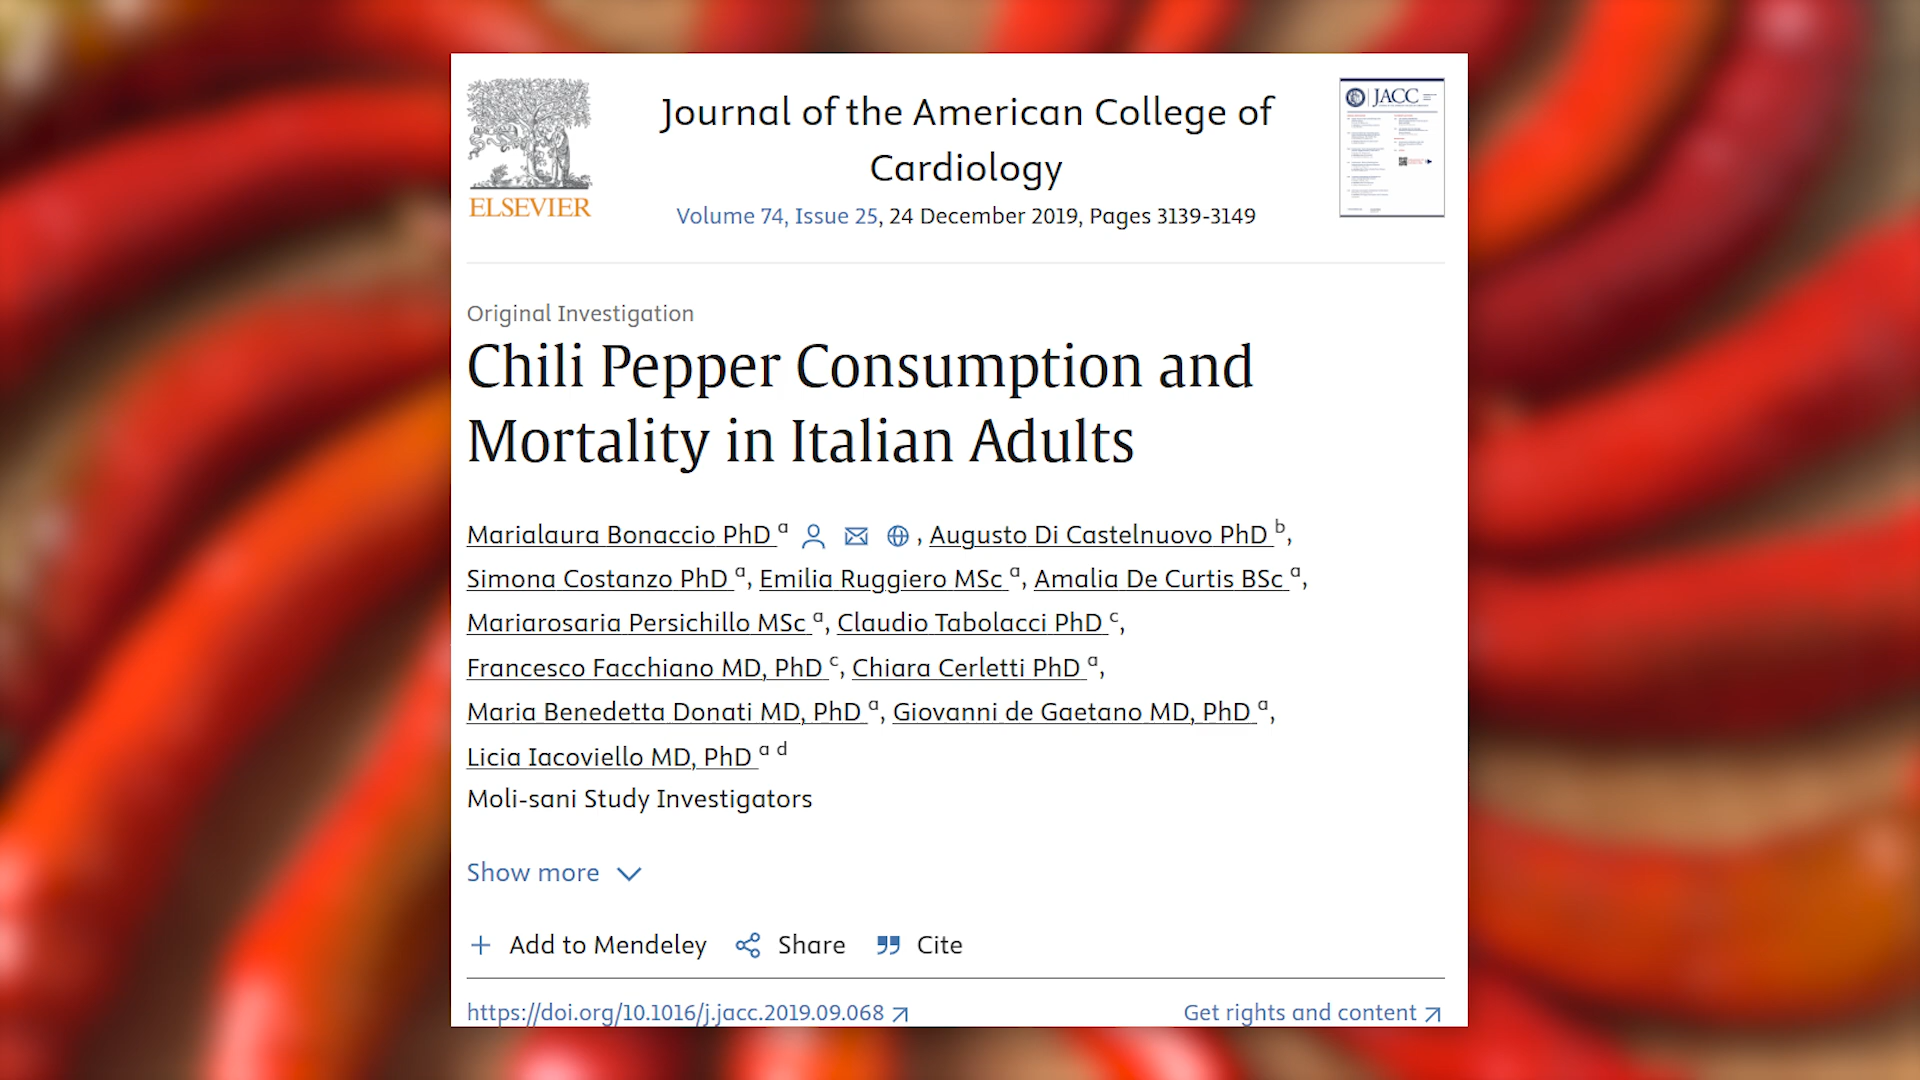 ELSEVIER
Journal of the American College of
Cardiology
Volume 74, Issue 25, 24 December 2019, Pages 3139-3149
JACC
Original Investigation
Chili Pepper Consumption and
Mortality in Italian Adults
Marialaura Bonaccio PhD a , Augusto Di Castelnuovo PhD b,
Simona Costanzo PhD a, Emilia Ruggiero MSc a, Amalia De Curtis BSc a,
Mariarosaria Persichillo MSc a, Claudio Tabolacci PhD c,
Francesco Facchiano MD, PhD c, Chiara Cerletti PhD a,
Maria Benedetta Donati MD, PhD a, Giovanni de Gaetano MD, PhD a,
Licia Iacoviello MD, PhD a d
Moli-sani Study Investigators
Show more
Add to Mendeley Share Cite
https://doi.org/10.1016/j.jacc.2019.09.068 Get rights and content